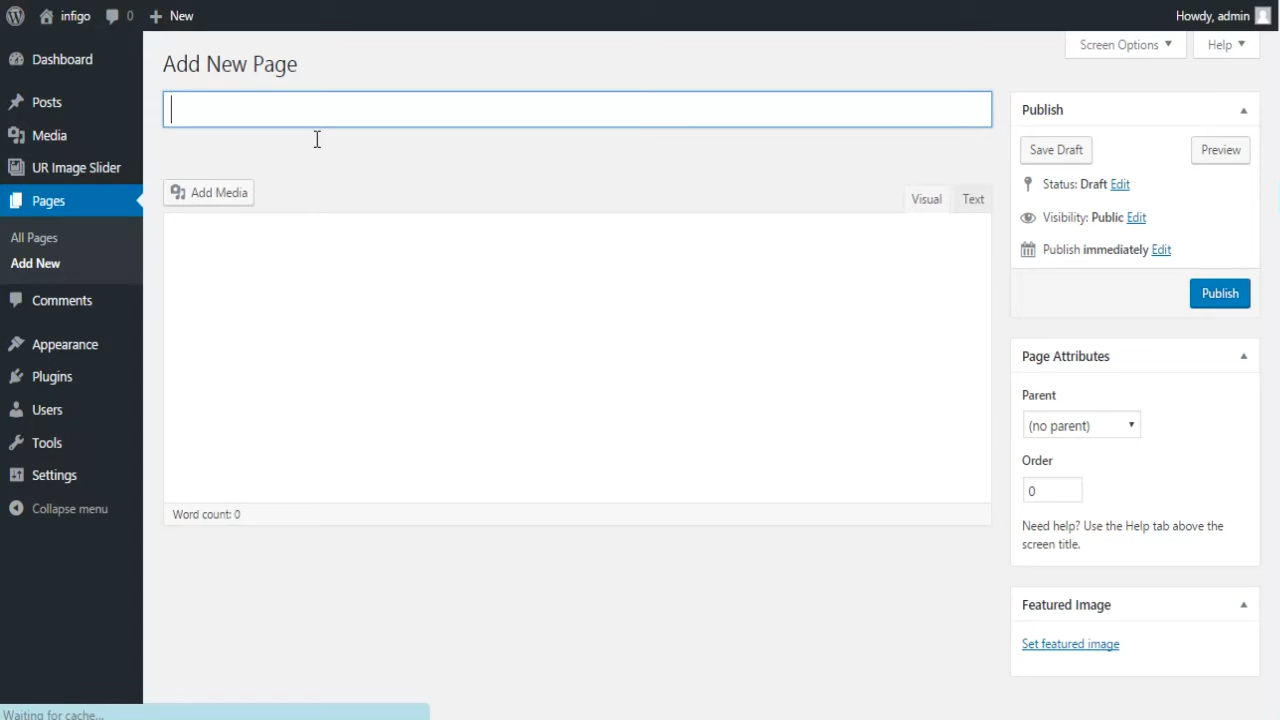 infigo 0 New Howdy, admin
Screen Options Help
Dashboard
Posts
Media
UR Image Slider
Pages
All Pages
Add New
Comments
Appearance
Plugins
Users
Tools
Settings
Collapse menu
Add New Page
Add Media
Visual Text
Word count: 0
Publish
Save Draft Preview
Status: Draft Edit
Visibility: Public Edit
Publish immediately Edit
Publish
Page Attributes
Parent
(no parent)
Order
0
Need help? Use the Help tab above the
screen title.
Featured Image
Set featured image
Waiting for cache...